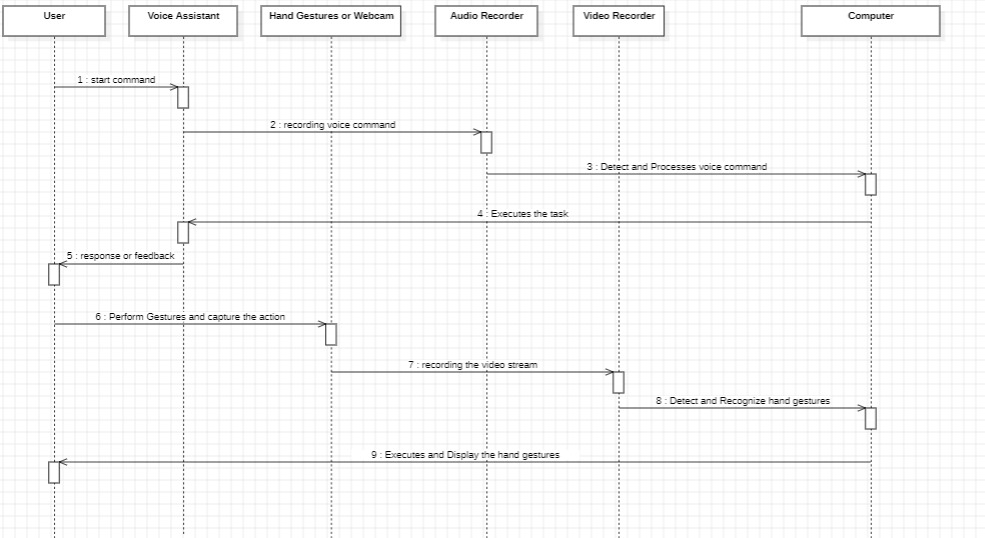 User
Voice Assistant
Hand Gestures or Webcam
Audio Recorder
Video Recorder
Computer
1 : start command
2 : recording voice command
3 : Detect and Processes voice command
4 : Executes the task
5 : response or feedback
6 : Perform Gestures and capture the action
7 : recording the video stream
8 : Detect and Recognize hand gestures
9 : Executes and Display the hand gestures